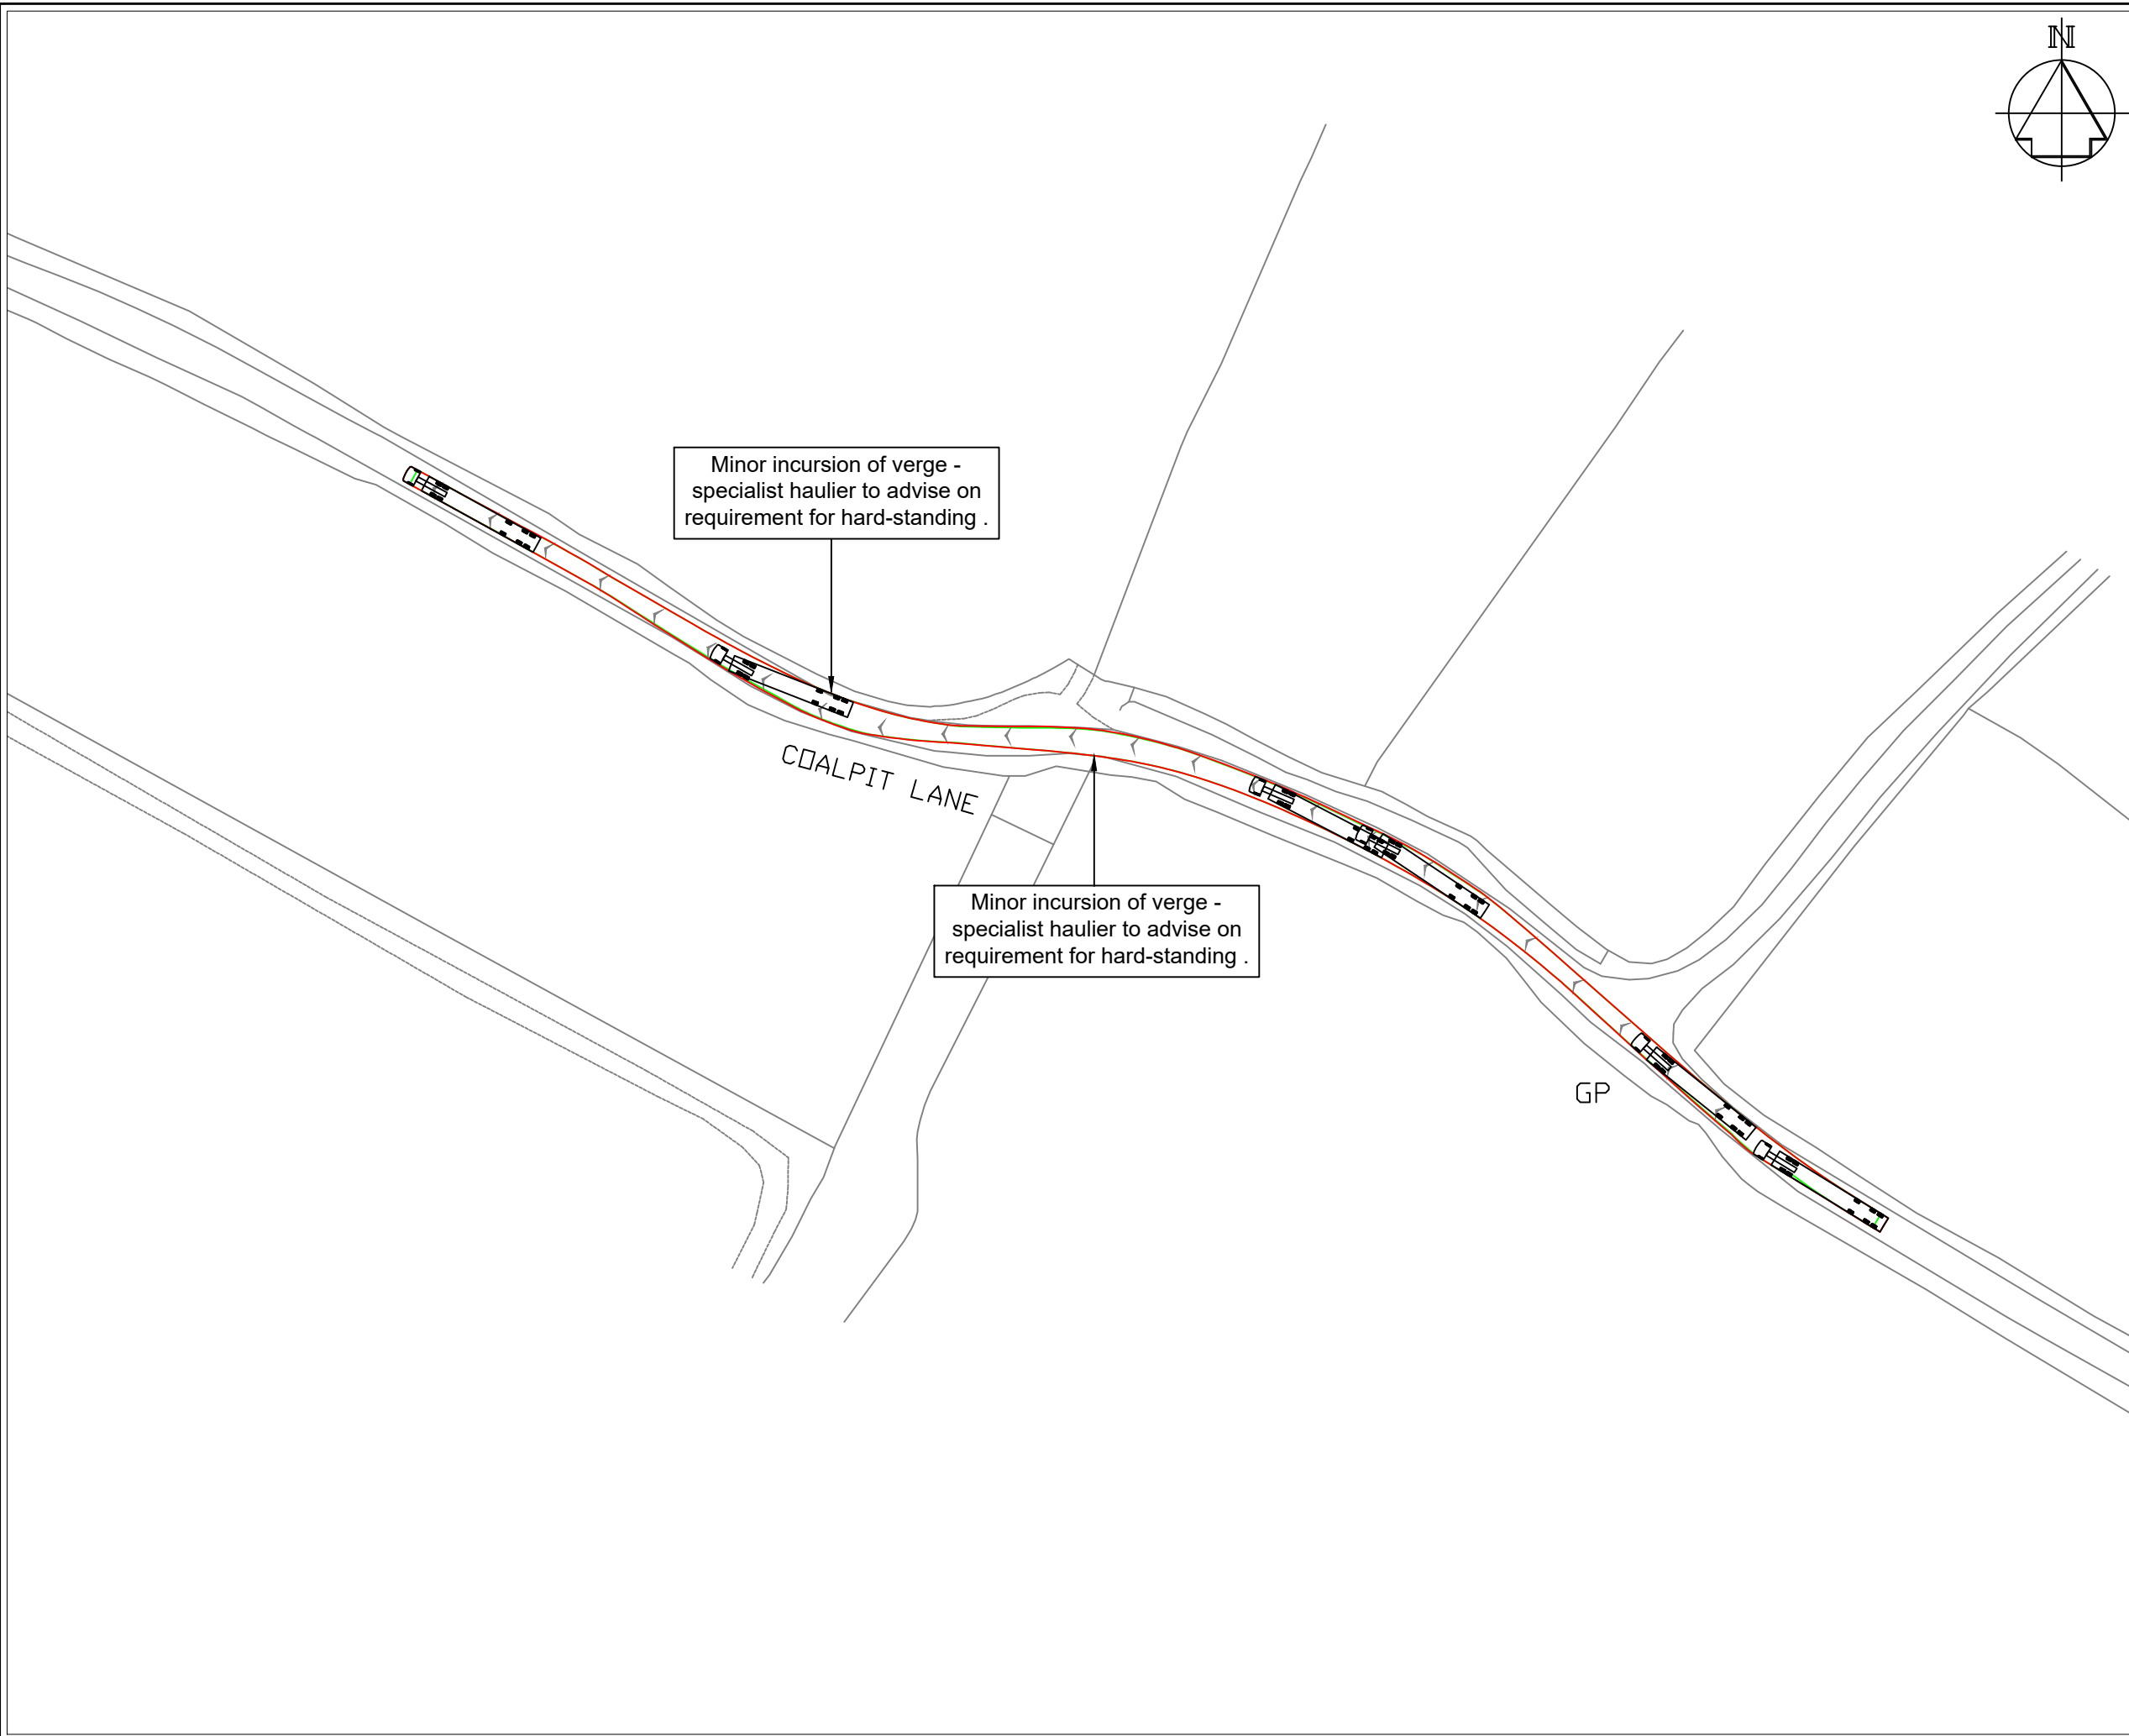 N
Minor incursion of verge -
specialist haulier to advise on
requirement for hard-standing .
COALPIT LANE
Minor incursion of verge -
specialist haulier to advise on
requirement for hard-standing .
GP